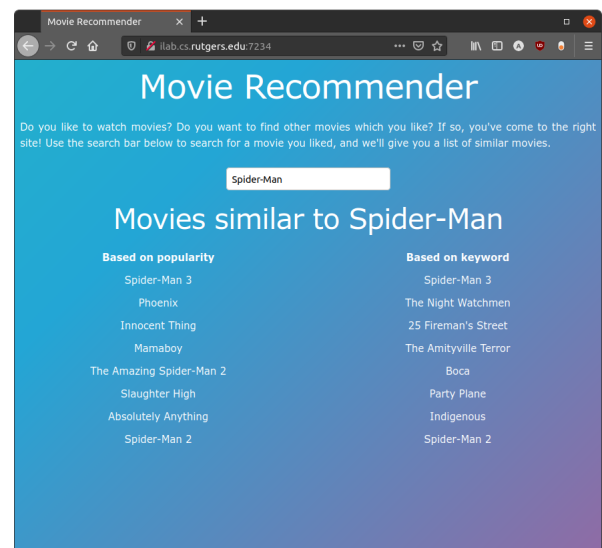 Movie Recommender
ilab.cs.rutgers.edu:7234
Movie Recommender
Do you like to watch movies? Do you want to find other movies which you like? If so, you've come to the right
site! Use the search bar below to search for a movie you liked, and we'll give you a list of similar movies.
Spider-Man
Movies similar to Spider-Man
Based on popularity
Spider-Man 3
Phoenix
Innocent Thing
Mamaboy
The Amazing Spider-Man 2
Slaughter High
Absolutely Anything
Spider-Man 2
Based on keyword
Spider-Man 3
The Night Watchmen
25 Fireman's Street
The Amityville Terror
Boca
Party Plane
Indigenous
Spider-Man 2